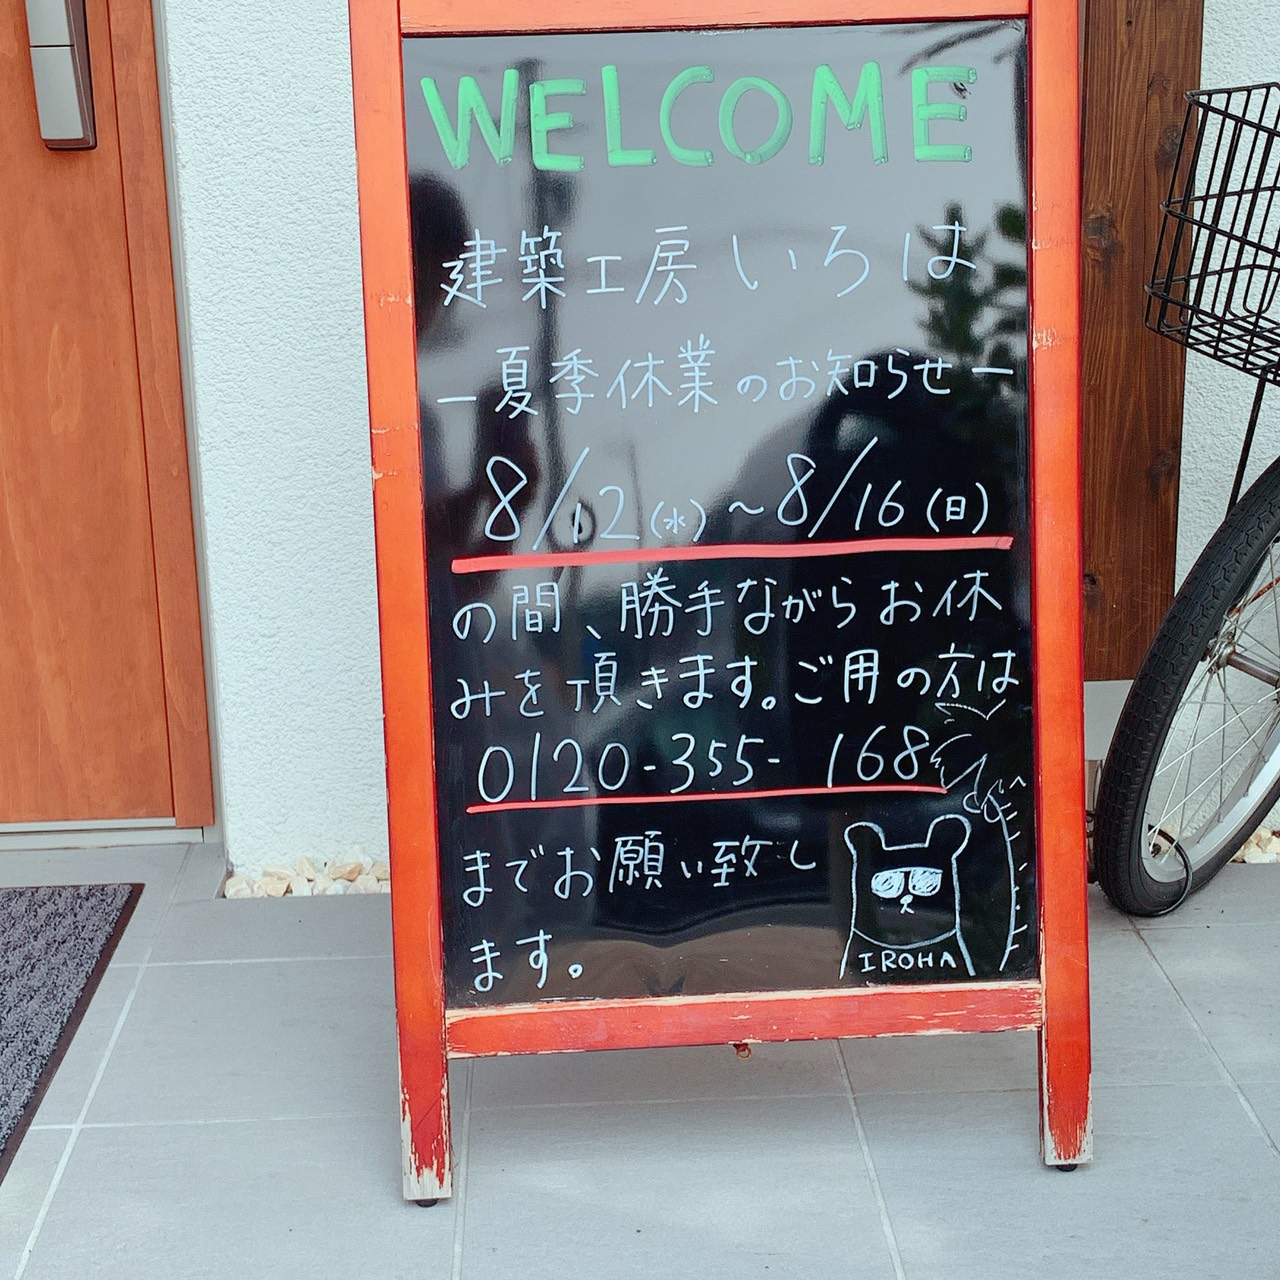 WELCOME
建築工房いろは
ー夏季休業のお知らせー
8/12(水)～8/16(日)
の間、勝手ながらお休
みを頂きます。ご用の方は
0120-355-168
までお願い致し
ます。
IROHA